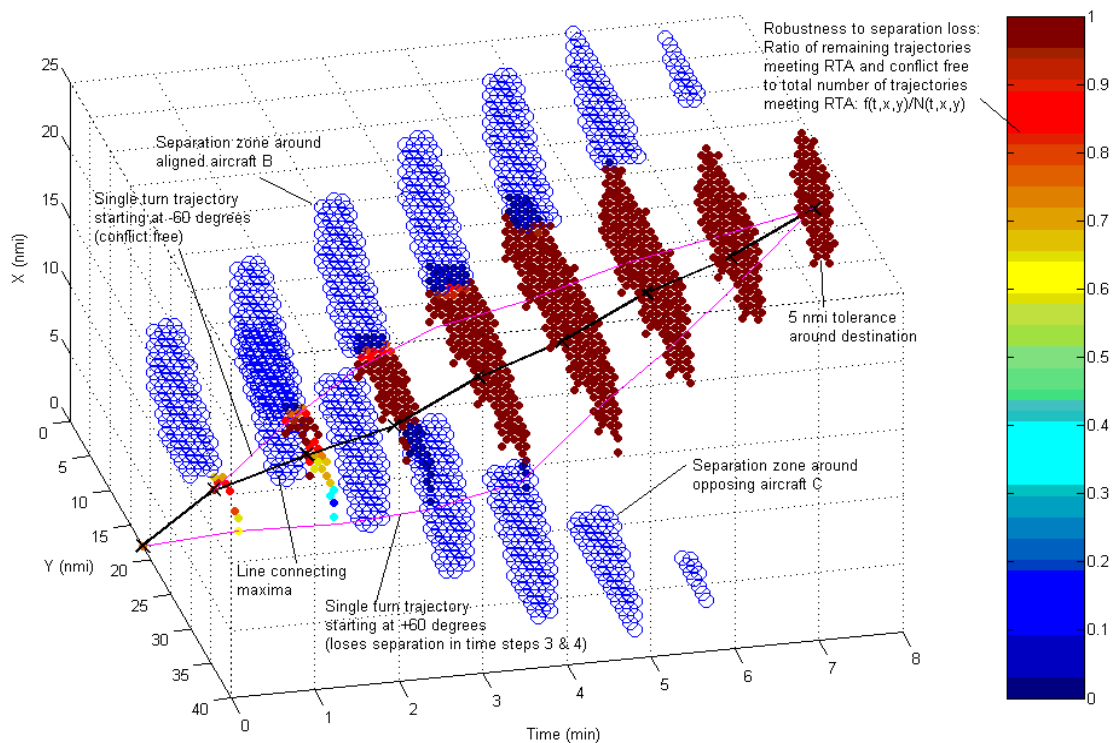 Robustness to separation loss:
Ratio of remaining trajectories
meeting RTA and conflict free
to total number of trajectories
meeting RTA: f(t,x,y)/N(t,x,y)
Separation zone around
aligned aircraft B
Single turn trajectory
starting at -60 degrees
(conflict free)
5 nmi tolerance
around destination
Separation zone around
opposing aircraft C
Line connecting
maxima
Single turn trajectory
starting at +60 degrees
(loses separation in time steps 3 & 4)
X (nmi)
25
20
15
10
5
0
Y (nmi)
0
5
10
15
20
25
30
35
40
Time (min)
0
1
2
3
4
5
6
7
8
1
0.9
0.8
0.7
0.6
0.5
0.4
0.3
0.2
0.1
0